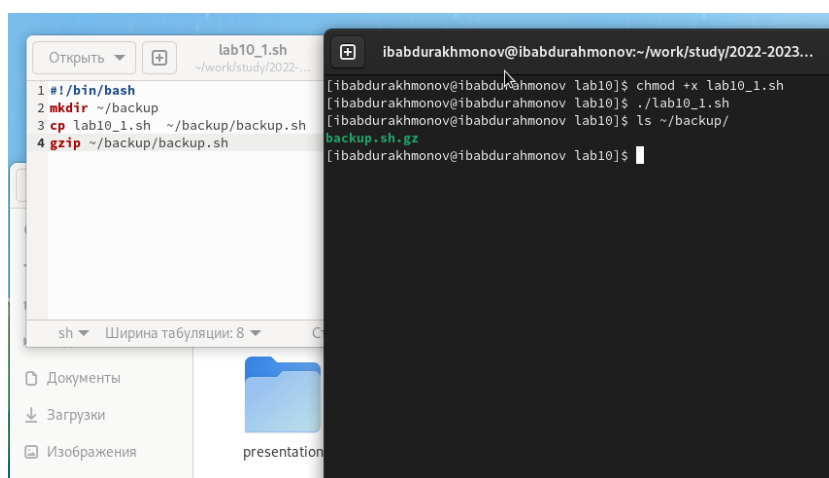 Открыть
lab10_1.sh
~/work/study/2022-...
1 #!/bin/bash
2 mkdir ~/backup
3 cp lab10_1.sh  ~/backup/backup.sh
4 gzip ~/backup/backup.sh
sh
Ширина табуляции: 8
Документы
Загрузки
Изображения
presentation
ibabdurakhmonov@ibabdurahmonov:~/work/study/2022-2023...
[ibabdurakhmonov@ibabdurahmonov lab10]$ chmod +x lab10_1.sh
[ibabdurakhmonov@ibabdurahmonov lab10]$ ./lab10_1.sh
[ibabdurakhmonov@ibabdurahmonov lab10]$ ls ~/backup/
backup.sh.gz
[ibabdurakhmonov@ibabdurahmonov lab10]$